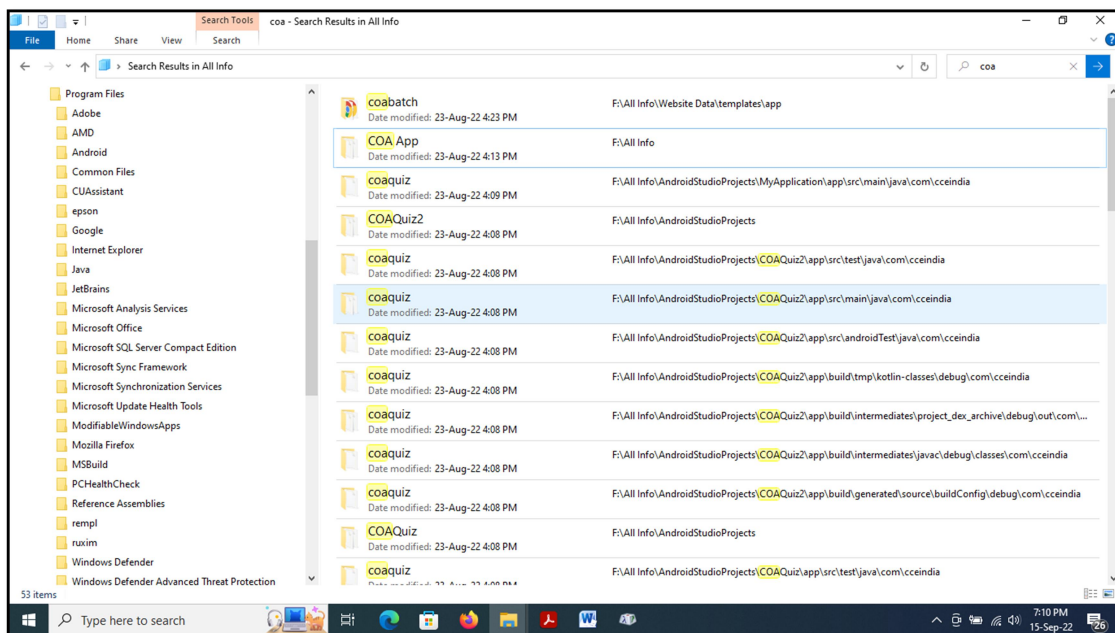 Search Tools
coa - Search Results in All Info
File
Home
Share
View
Search
Search Results in All Info
coa
Program Files
Adobe
AMD
Android
Common Files
CUAssistant
epson
Google
Internet Explorer
Java
JetBrains
Microsoft Analysis Services
Microsoft Office
Microsoft SQL Server Compact Edition
Microsoft Sync Framework
Microsoft Synchronization Services
Microsoft Update Health Tools
ModifiableWindowsApps
Mozilla Firefox
MSBuild
PCHealthCheck
Reference Assemblies
rempl
ruxim
Windows Defender
Windows Defender Advanced Threat Protection
coabatch
F:\All Info\Website Data\templates\app
Date modified: 23-Aug-22 4:23 PM
COA App
F:\All Info
Date modified: 23-Aug-22 4:13 PM
coaquiz
F:\All Info\AndroidStudioProjects\MyApplication\app\src\main\java\com\cceindia
Date modified: 23-Aug-22 4:09 PM
COAQuiz2
F:\All Info\AndroidStudioProjects
Date modified: 23-Aug-22 4:08 PM
coaquiz
F:\All Info\AndroidStudioProjects\COAQuiz2\app\src\test\java\com\cceindia
Date modified: 23-Aug-22 4:08 PM
coaquiz
F:\All Info\AndroidStudioProjects\COAQuiz2\app\src\main\java\com\cceindia
Date modified: 23-Aug-22 4:08 PM
coaquiz
F:\All Info\AndroidStudioProjects\COAQuiz2\app\src\androidTest\java\com\cceindia
Date modified: 23-Aug-22 4:08 PM
coaquiz
F:\All Info\AndroidStudioProjects\COAQuiz2\app\build\tmp\kotlin-classes\debug\com\cceindia
Date modified: 23-Aug-22 4:08 PM
coaquiz
F:\All Info\AndroidStudioProjects\COAQuiz2\app\build\intermediates\project_dex_archive\debug\out\com\...
Date modified: 23-Aug-22 4:08 PM
coaquiz
F:\All Info\AndroidStudioProjects\COAQuiz2\app\build\intermediates\javac\debug\classes\com\cceindia
Date modified: 23-Aug-22 4:08 PM
coaquiz
F:\All Info\AndroidStudioProjects\COAQuiz2\app\build\generated\source\buildConfig\debug\com\cceindia
Date modified: 23-Aug-22 4:08 PM
COAQuiz
F:\All Info\AndroidStudioProjects
Date modified: 23-Aug-22 4:08 PM
coaquiz
F:\All Info\AndroidStudioProjects\COAQuiz\app\src\test\java\com\cceindia
Date modified: 23-Aug-22 4:08 PM
53 items
Type here to search
7:10 PM
15-Sep-22
26